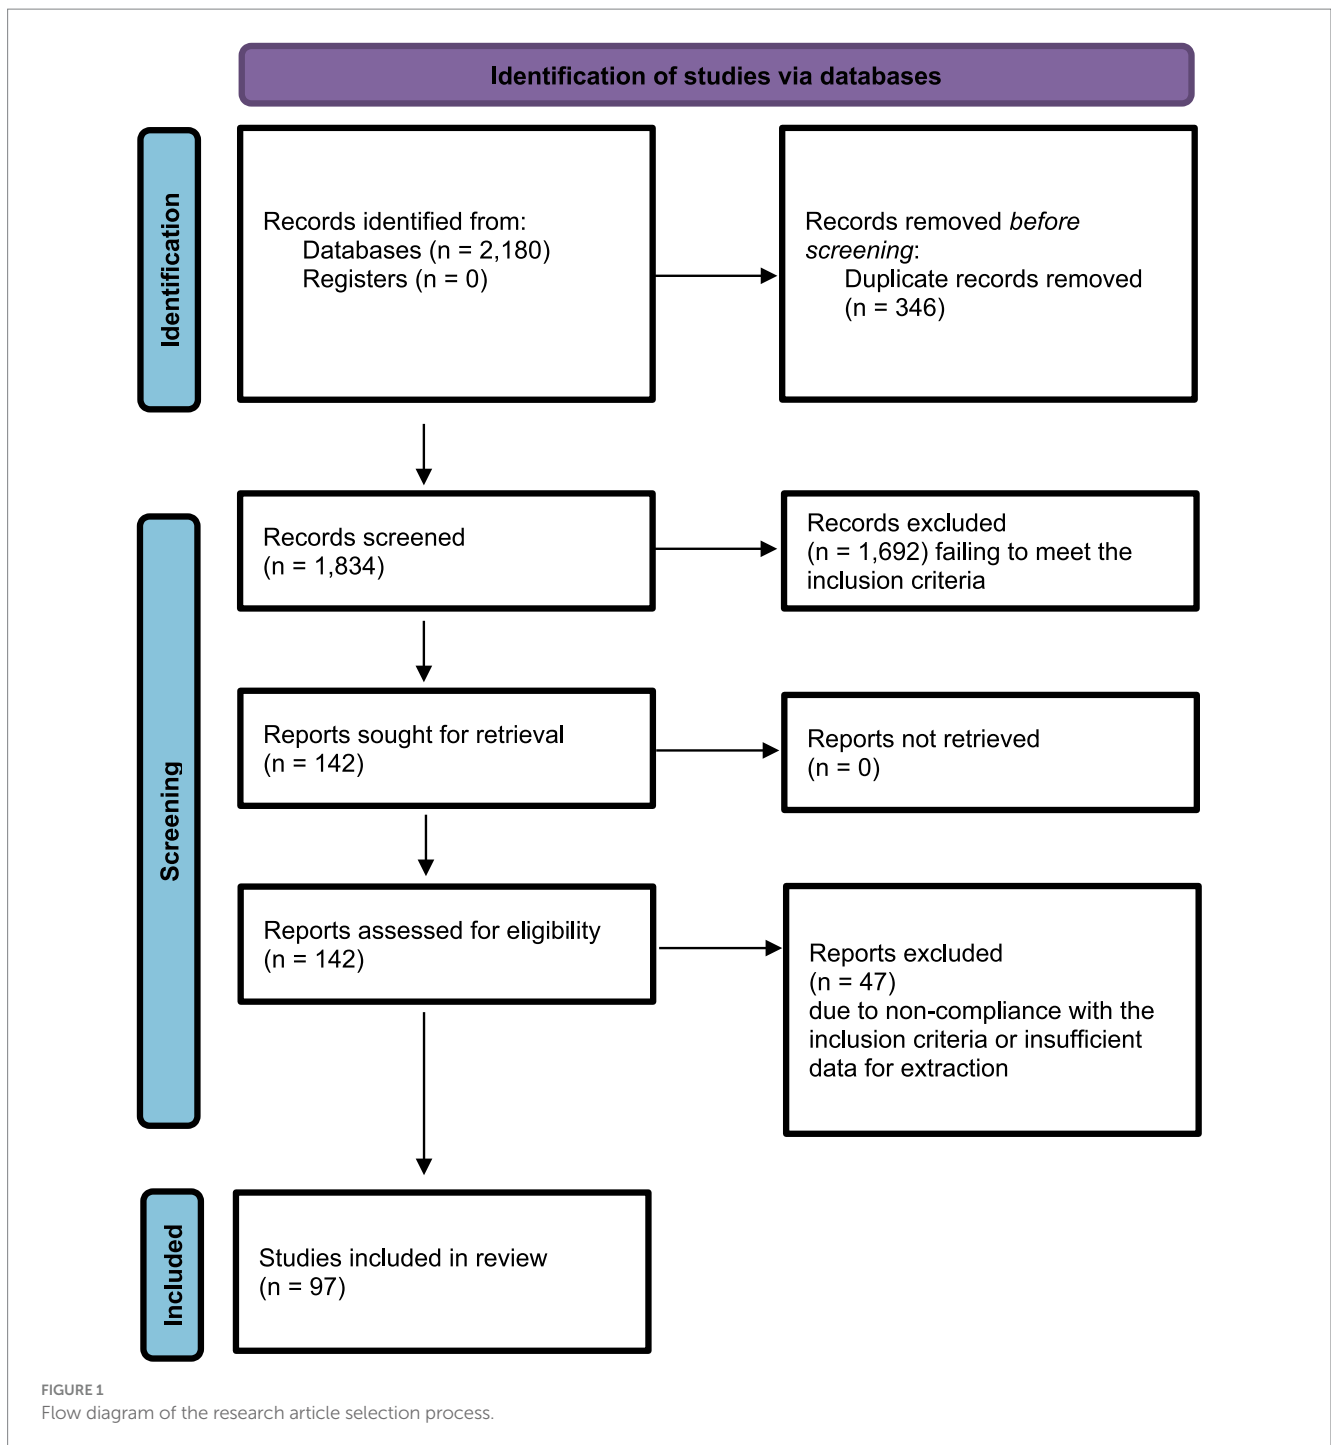 Identification of studies via databases
Identification
Records identified from:
Databases (n = 2,180)
Registers (n = 0)
Records removed before
screening:
Duplicate records removed
(n = 346)
Screening
Records screened
(n = 1,834)
Records excluded
(n = 1,692) failing to meet the
inclusion criteria
Reports sought for retrieval
(n = 142)
Reports not retrieved
(n = 0)
Reports assessed for eligibility
(n = 142)
Reports excluded
(n = 47)
due to non-compliance with the
inclusion criteria or insufficient
data for extraction
Included
Studies included in review
(n = 97)
FIGURE 1
Flow diagram of the research article selection process.